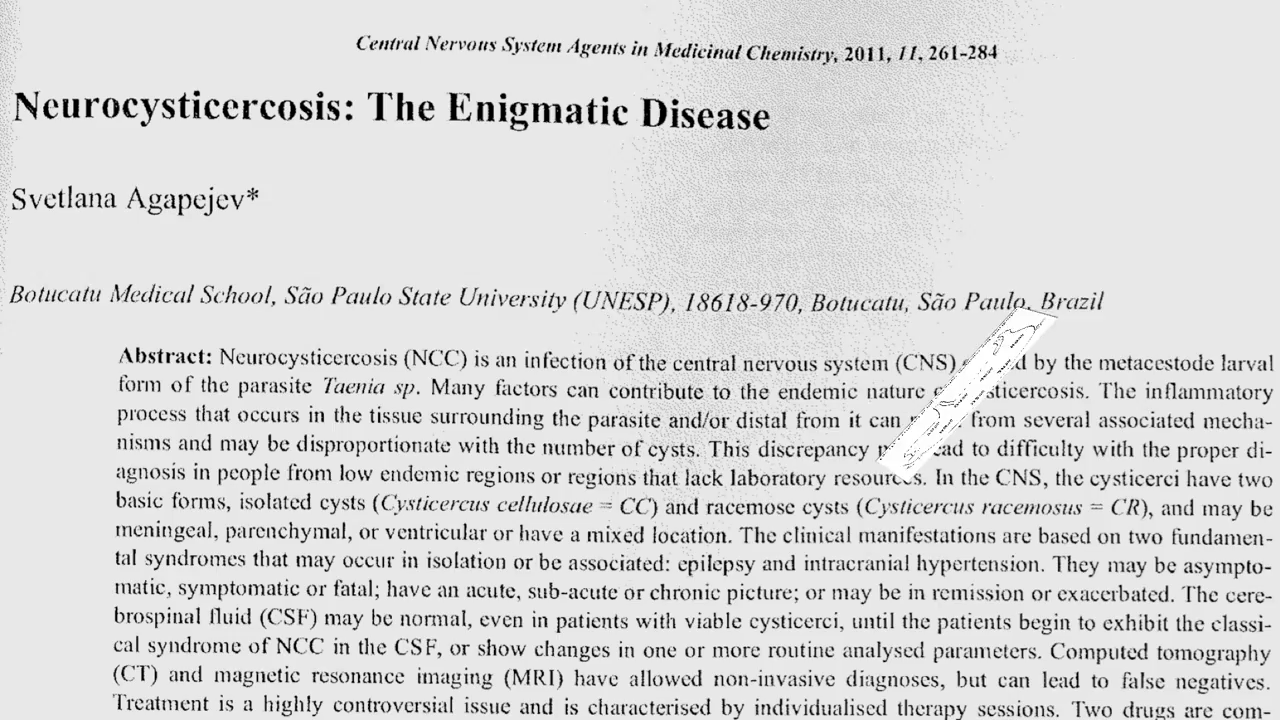 Central Nervous System Agents in Medicinal Chemistry, 2011, 11, 261-284
Neurocysticercosis: The Enigmatic Disease
Svetlana Agapejev*
Botucatu Medical School, São Paulo State University (UNESP), 18618-970, Botucatu, São Paulo, Brazil
Abstract: Neurocysticercosis (NCC) is an infection of the central nervous system (CNS) by the metacestode larval
form of the parasite Taenia sp. Many factors can contribute to the endemic nature The inflammatory
process that occurs in the tissue surrounding the parasite and/or distal from it can from several associated mecha-
nisms and may be disproportionate with the number of cysts. This discrepancy to difficulty with the proper di-
agnosis in people from low endemic regions or regions that lack laboratory resources. In the CNS, the cysticerci have two
basic forms, isolated cysts (Cysticercus cellulosae = CC) and racemose cysts (Cysticercus racemosus = CR), and may be
meningeal, parenchymal, or ventricular or have a mixed location. The clinical manifestations are based on two fundamen-
tal syndromes that may occur in isolation or be associated: epilepsy and intracranial hypertension. They may be asympto-
matic, symptomatic or fatal; have an acute, sub-acute or chronic picture; or may be in remission or exacerbated. The cere-
brospinal fluid (CSF) may be normal, even in patients with viable cysticerci, until the patients begin to exhibit the classi-
cal syndrome of NCC in the CSF, or show changes in one or more routine analysed parameters. Computed tomography
(CT) and magnetic resonance imaging (MRI) have allowed non-invasive diagnoses, but can lead to false negatives.
Treatment is a highly controversial issue and is characterised by individualised therapy sessions. Two drugs are com-